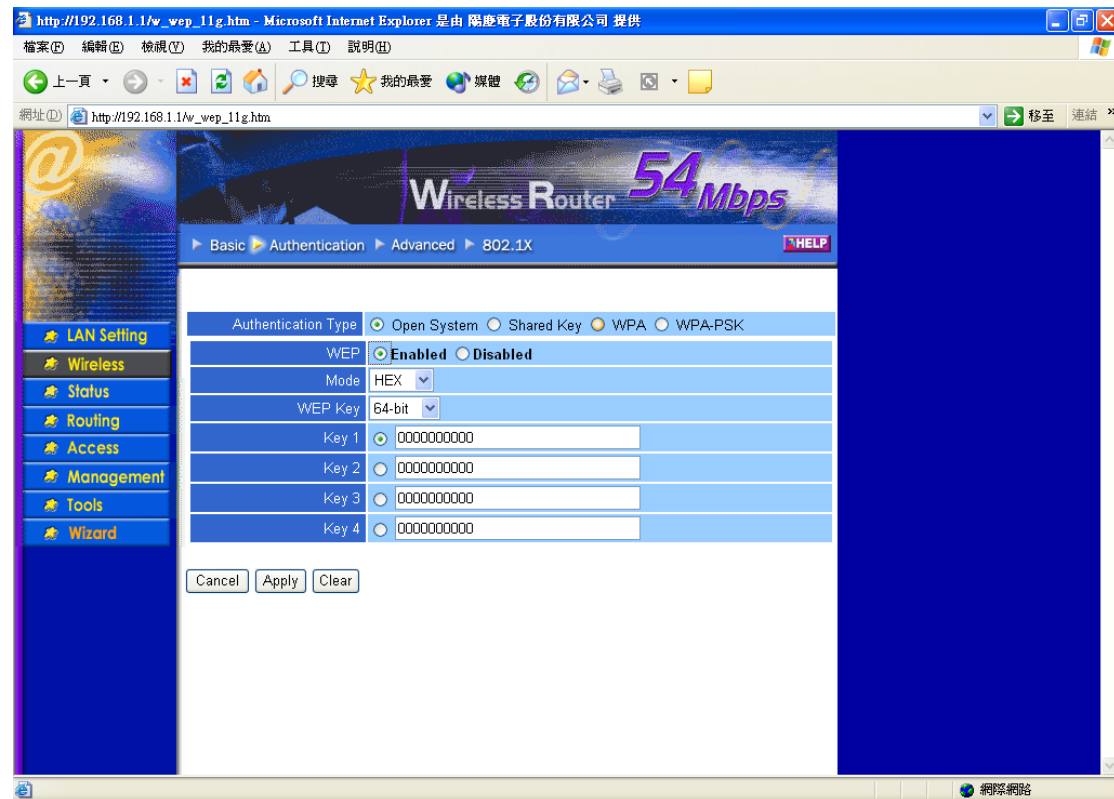 http://192.168.1.1/w_wep_11g.htm - Microsoft Internet Explorer 是由 陽慶電子股份有限公司 提供
檔案(F) 編輯(E) 檢視(V) 我的最愛(A) 工具(T) 說明(H)
上一頁 搜尋 我的最愛 媒體
網址(D) http://192.168.1.1/w_wep_11g.htm 移至 連結 »
@
Wireless Router 54 Mbps
Basic Authentication Advanced 802.1X HELP
LAN Setting
Wireless
Status
Routing
Access
Management
Tools
Wizard
Authentication Type Open System Shared Key WPA WPA-PSK
WEP Enabled Disabled
Mode HEX
WEP Key 64-bit
Key 1 0000000000
Key 2 0000000000
Key 3 0000000000
Key 4 0000000000
Cancel Apply Clear
網際網路